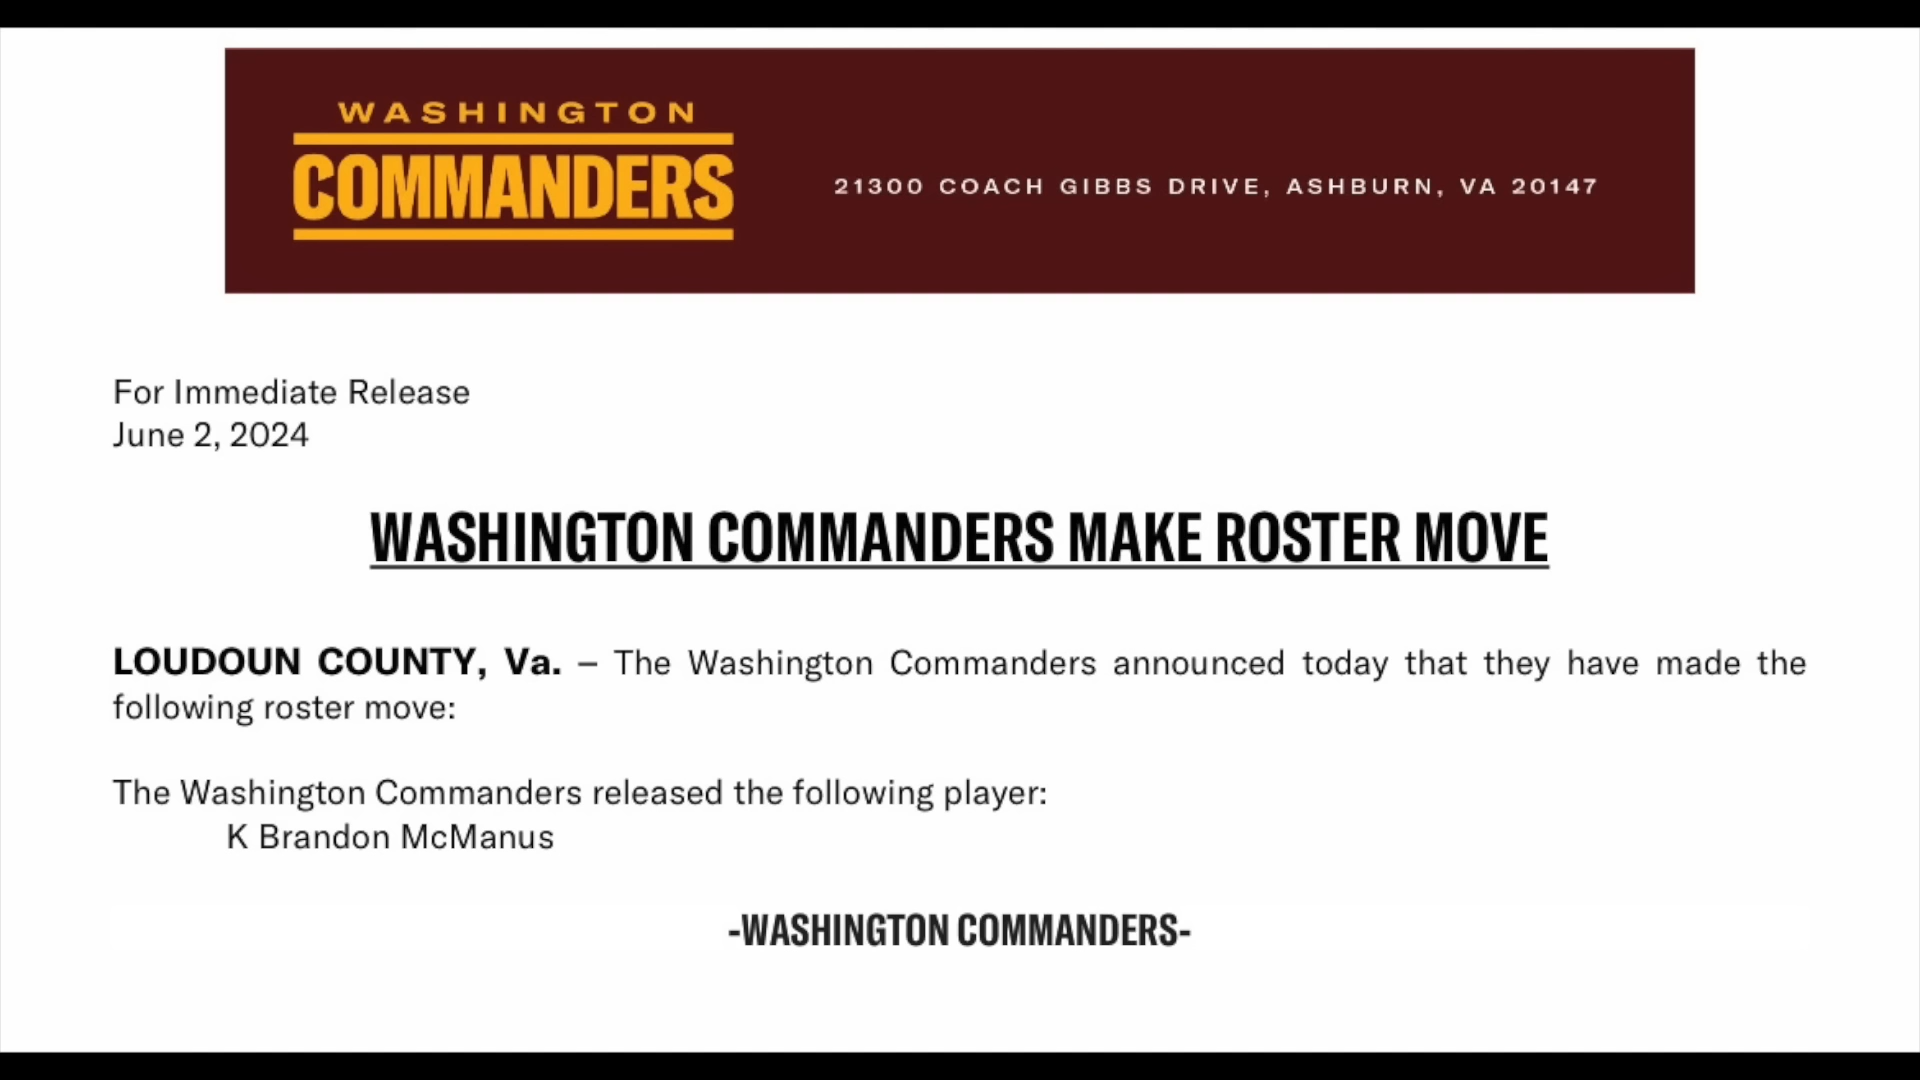 WASHINGTON
COMMANDERS
21300 COACH GIBBS DRIVE, ASHBURN, VA 20147
For Immediate Release
June 2, 2024
WASHINGTON COMMANDERS MAKE ROSTER MOVE
LOUDOUN COUNTY, Va. – The Washington Commanders announced today that they have made the
following roster move:
The Washington Commanders released the following player:
K Brandon McManus
-WASHINGTON COMMANDERS-